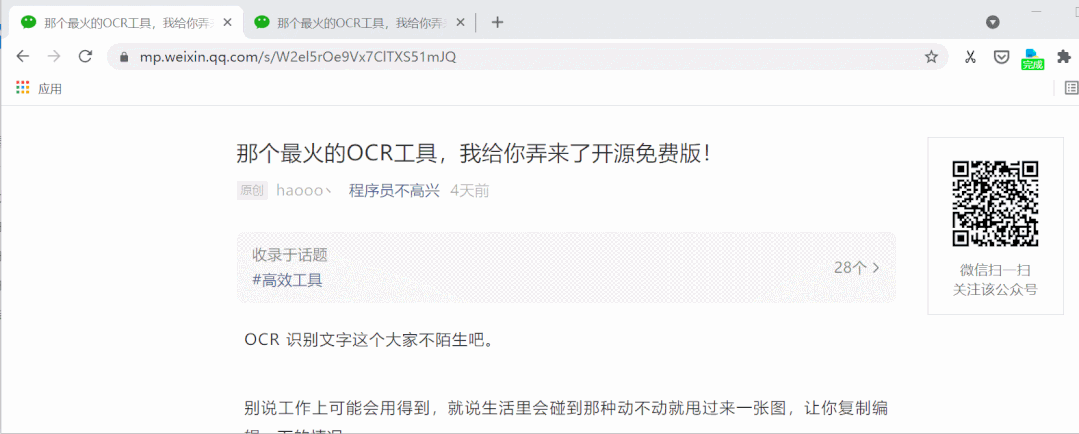 那个最火的OCR工具，我给你弄
那个最火的OCR工具，我给你弄
mp.weixin.qq.com/s/W2el5rOe9Vx7ClTXS51mJQ
完成
应用
那个最火的OCR工具，我给你弄来了开源免费版！
原创 haooo丶 程序员不高兴 4天前
收录于话题
#高效工具
28个
微信扫一扫
关注该公众号
OCR 识别文字这个大家不陌生吧。
别说工作上可能会用得到，就说生活里会碰到那种动不动就甩过来一张图，让你复制编